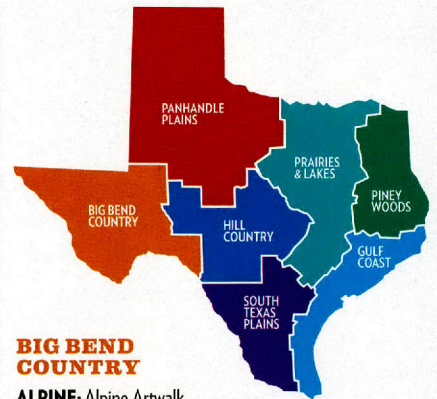 PANHANDLE
PLAINS
PRAIRIES
& LAKES
PINEY
WOODS
BIG BEND
COUNTRY
HILL
COUNTRY
GULF
COAST
SOUTH
TEXAS
PLAINS
BIG BEND
COUNTRY
ALPINE: Alpine Artwalk